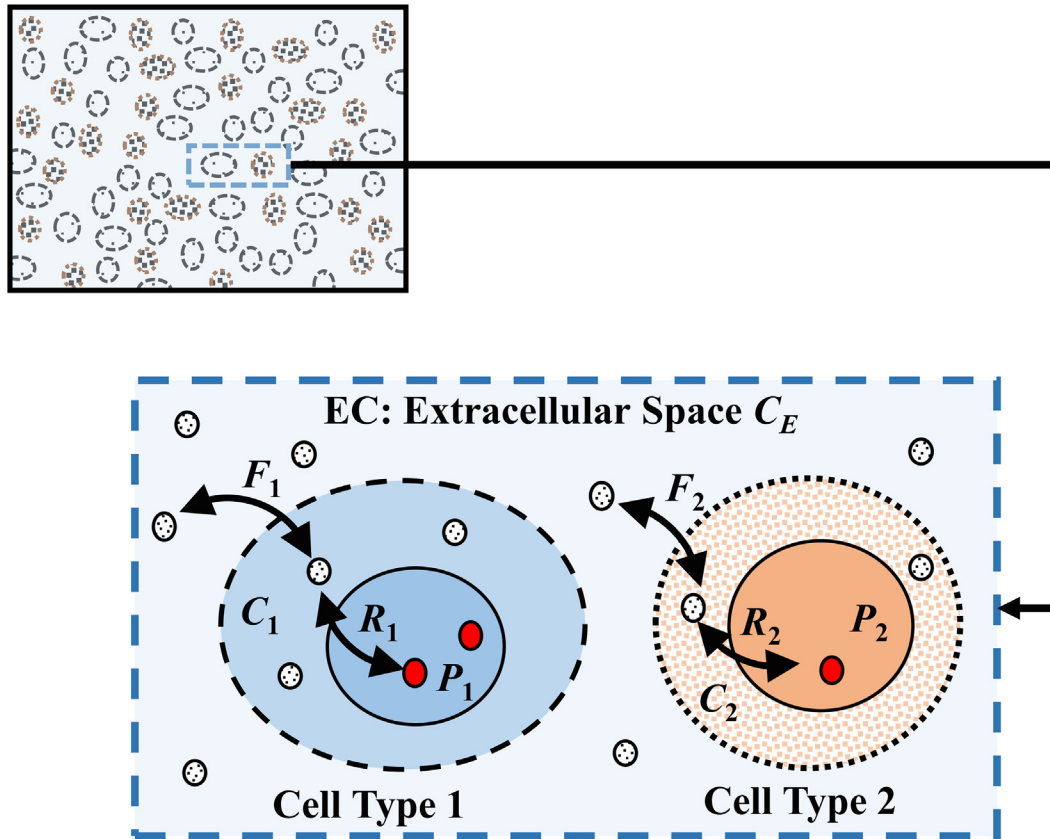 EC: Extracellular Space C_E
F_1
F_2
C_1
R_1
P_1
R_2
P_2
C_2
Cell Type 1
Cell Type 2